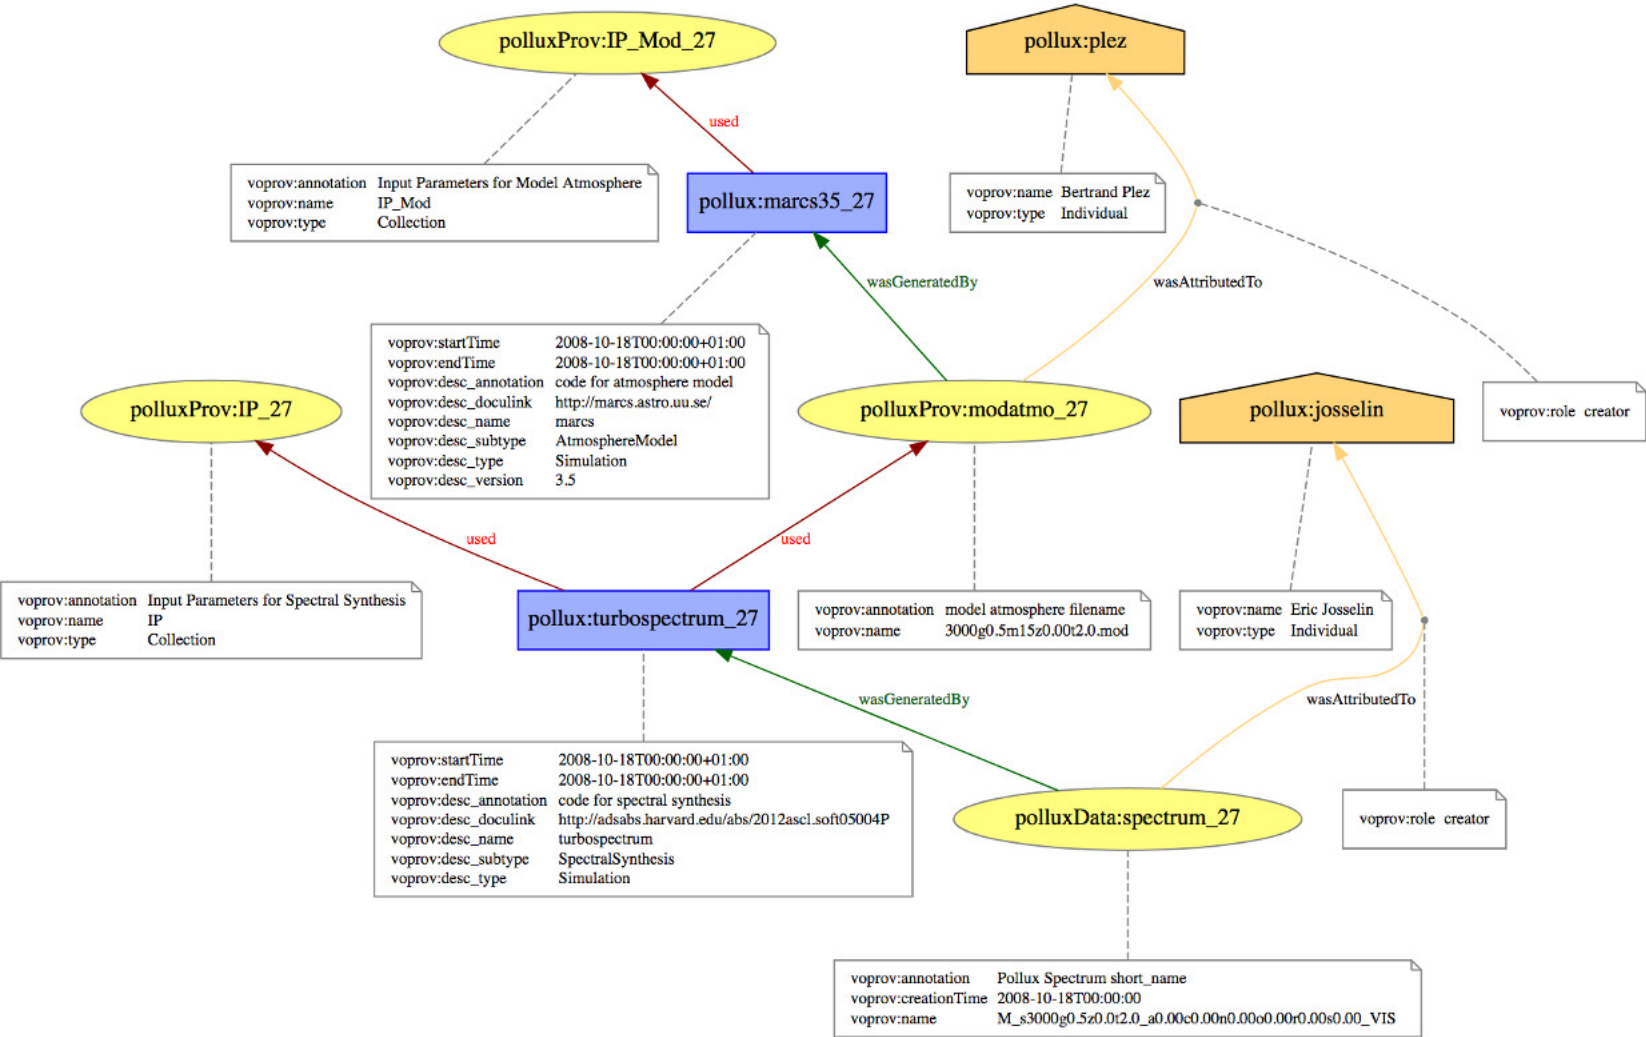 polluxProv:IP_Mod_27
pollux:plez
used
voprov:annotation Input Parameters for Model Atmosphere
voprov:name IP_Mod
voprov:type Collection
pollux:marcs35_27
voprov:name Bertrand Plez
voprov:type Individual
wasGeneratedBy
wasAttributedTo
voprov:startTime 2008-10-18T00:00:00+01:00
voprov:endTime 2008-10-18T00:00:00+01:00
voprov:desc_annotation code for atmosphere model
voprov:desc_doculink http://marcs.astro.uu.se/
voprov:desc_name marcs
voprov:desc_subtype AtmosphereModel
voprov:desc_type Simulation
voprov:desc_version 3.5
polluxProv:IP_27
polluxProv:modatmo_27
pollux:josselin
voprov:role creator
used
used
voprov:annotation Input Parameters for Spectral Synthesis
voprov:name IP
voprov:type Collection
pollux:turbospectrum_27
voprov:annotation model atmosphere filename
voprov:name 3000g0.5m15z0.00t2.0.mod
voprov:name Eric Josselin
voprov:type Individual
wasGeneratedBy
wasAttributedTo
voprov:startTime 2008-10-18T00:00:00+01:00
voprov:endTime 2008-10-18T00:00:00+01:00
voprov:desc_annotation code for spectral synthesis
voprov:desc_doculink http://adsabs.harvard.edu/abs/2012ascl.soft05004P
voprov:desc_name turbospectrum
voprov:desc_subtype SpectralSynthesis
voprov:desc_type Simulation
polluxData:spectrum_27
voprov:role creator
voprov:annotation Pollux Spectrum short_name
voprov:creationTime 2008-10-18T00:00:00
voprov:name M_s3000g0.5z0.0t2.0_a0.00c0.00n0.00o0.00r0.00s0.00_VIS